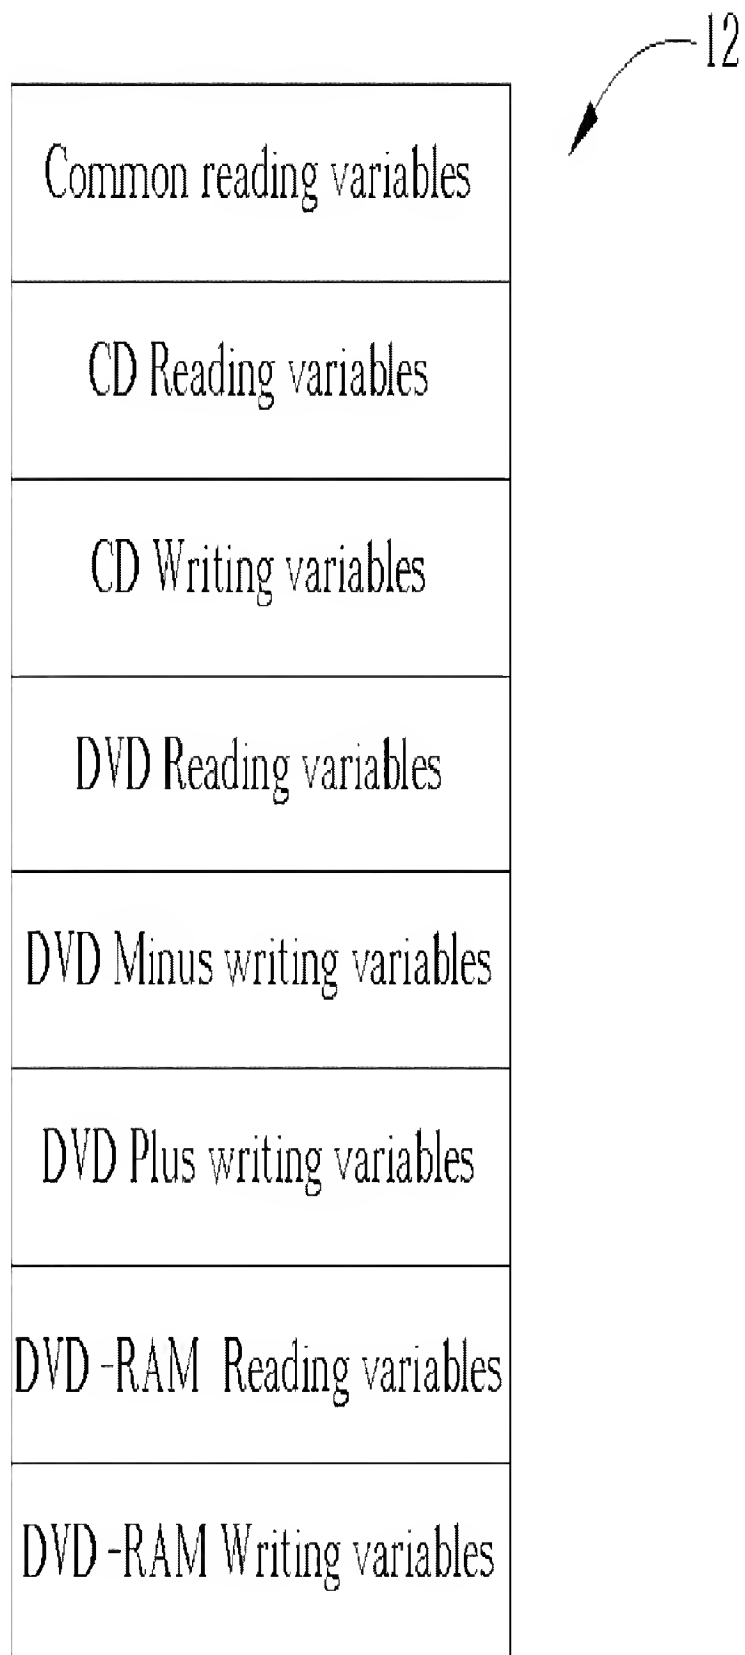 12
Common reading variables
CD Reading variables
CD Writing variables
DVD Reading variables
DVD Minus writing variables
DVD Plus writing variables
DVD-RAM Reading variables
DVD-RAM Writing variables